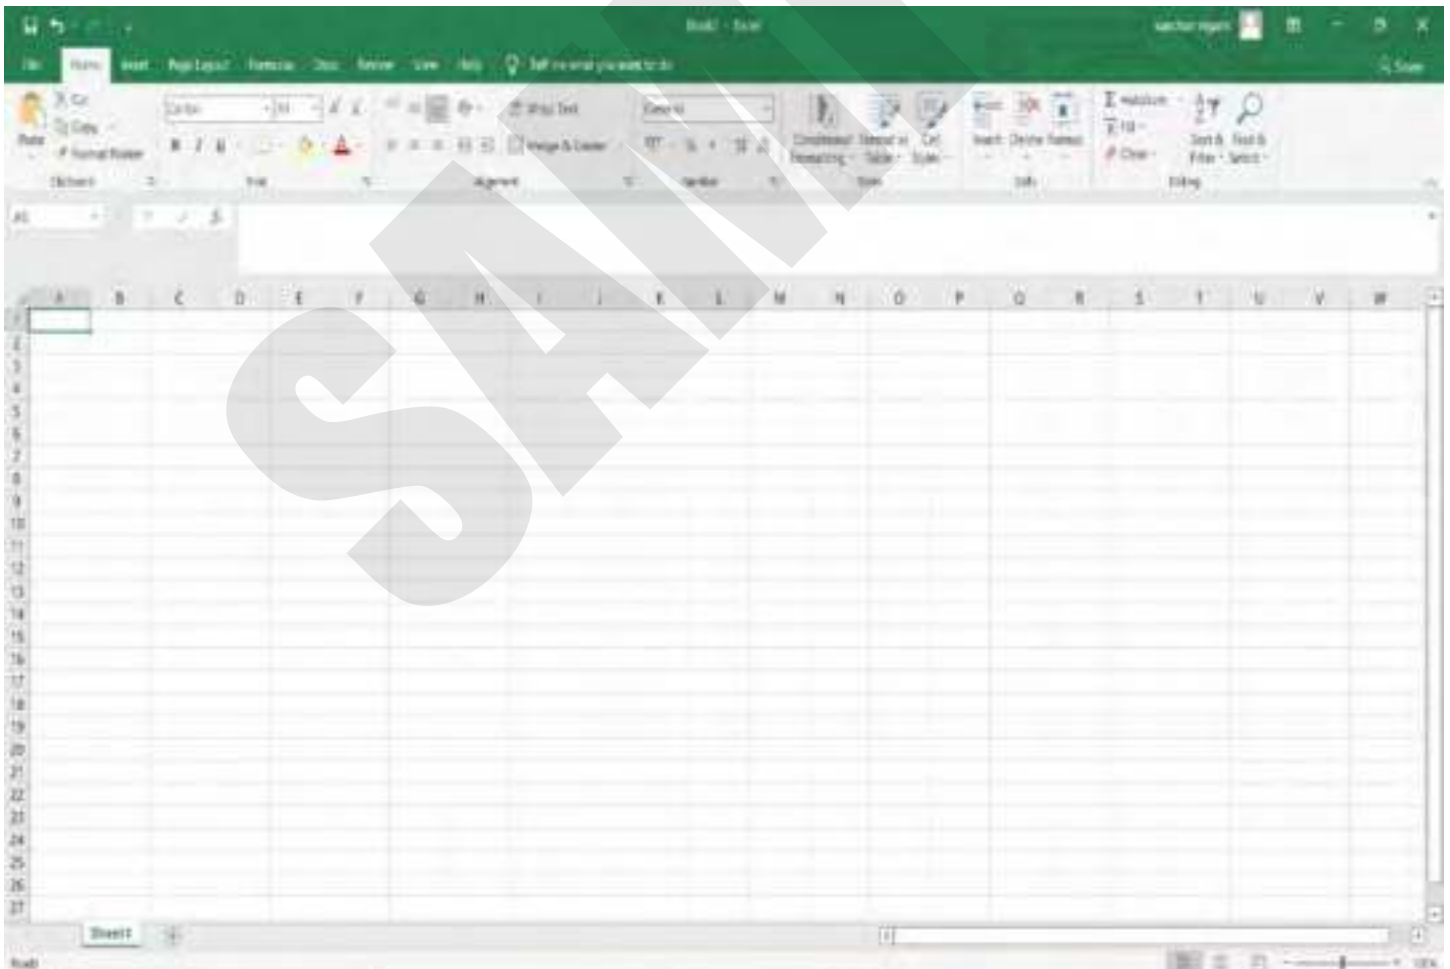 Book2 - Excel
File Home Insert Page Layout Formulas Data Review View Help Tell me what you want to do Share
Cut
Copy
Format Painter
Paste
Calibri
B I U
Wrap Text
Merge & Center
General
Conditional Formatting
Format as Table
Cell Styles
Insert Delete Format
AutoSum
Fill
Clear
Sort & Filter
Find & Select
Clipboard Font Alignment Number Styles Cells Editing
A1
A B C D E F G H I J K L M N O P Q R S T U V W
1
2
3
4
5
6
7
8
9
10
11
12
13
14
15
16
17
18
19
20
21
22
23
24
25
26
27
Sheet1
Ready
100%
SAM